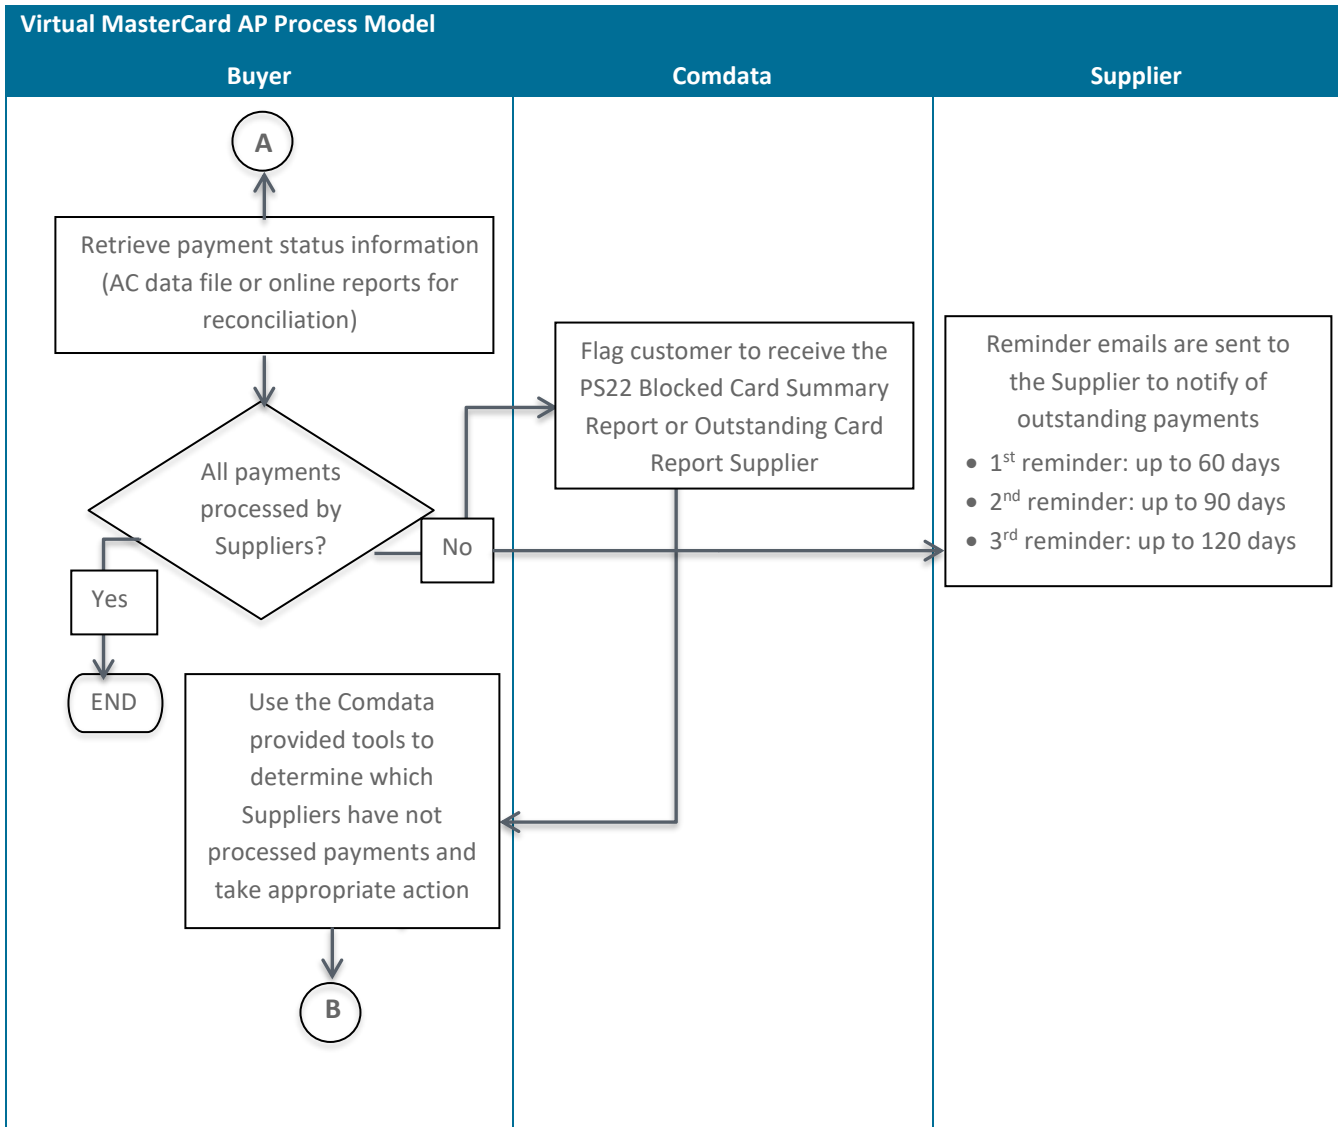 Virtual MasterCard AP Process Model
Buyer
Comdata
Supplier
A
Retrieve payment status information
(AC data file or online reports for
reconciliation)
All payments
processed by
Suppliers?
Yes
END
No
Flag customer to receive the
PS22 Blocked Card Summary
Report or Outstanding Card
Report Supplier
Reminder emails are sent to
the Supplier to notify of
outstanding payments
• 1st reminder: up to 60 days
• 2nd reminder: up to 90 days
• 3rd reminder: up to 120 days
Use the Comdata
provided tools to
determine which
Suppliers have not
processed payments and
take appropriate action
B